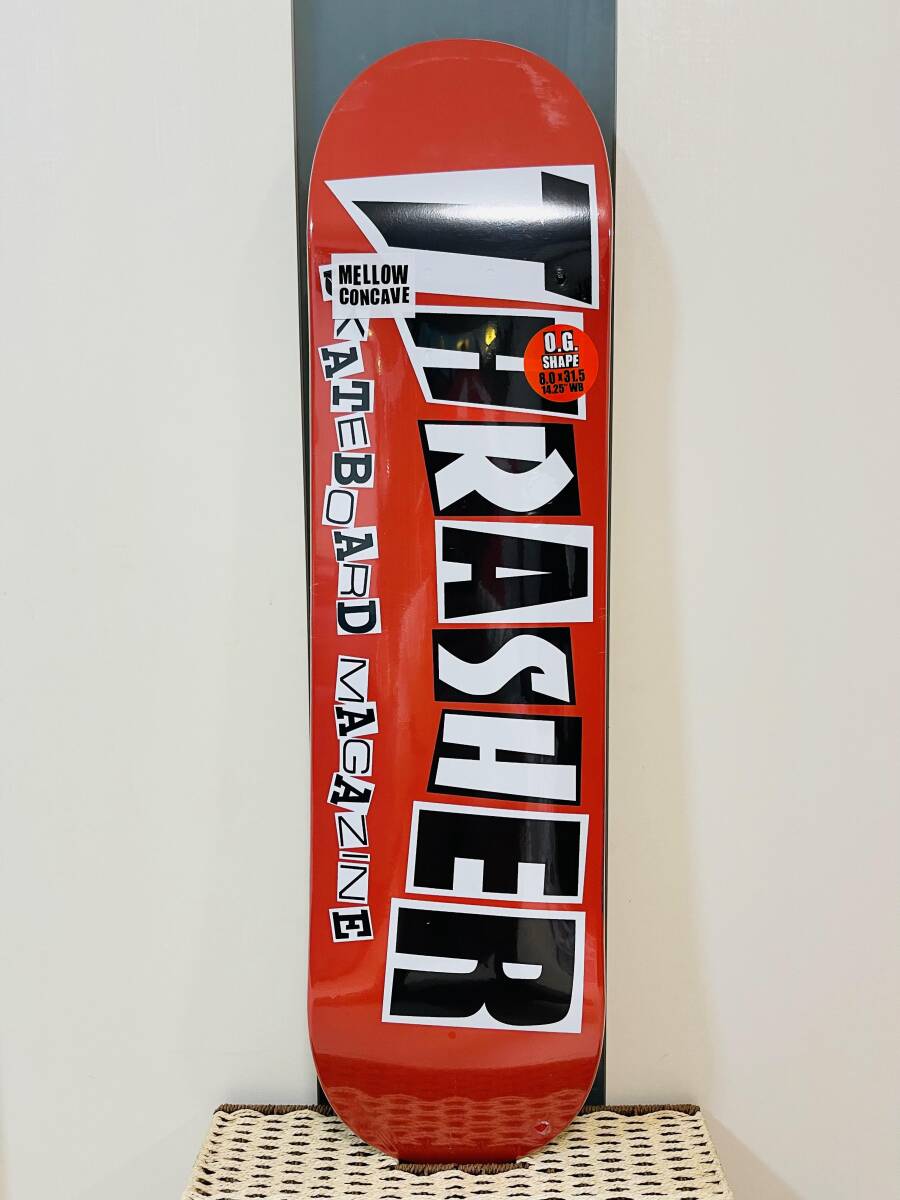 THRASHER
SKATEBOARD MAGAZINE
MELLOW
CONCAVE
O.G.
SHAPE
8.0 x 31.5
14.25" WB